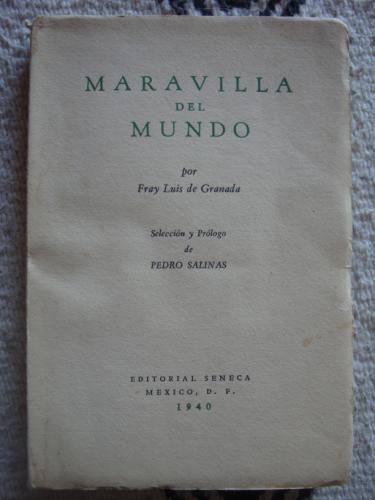 MARAVILLA
DEL
MUNDO
por
Fray Luis de Granada
Selección y Prólogo
de
PEDRO SALINAS
EDITORIAL SENECA
MEXICO, D. F.
1940